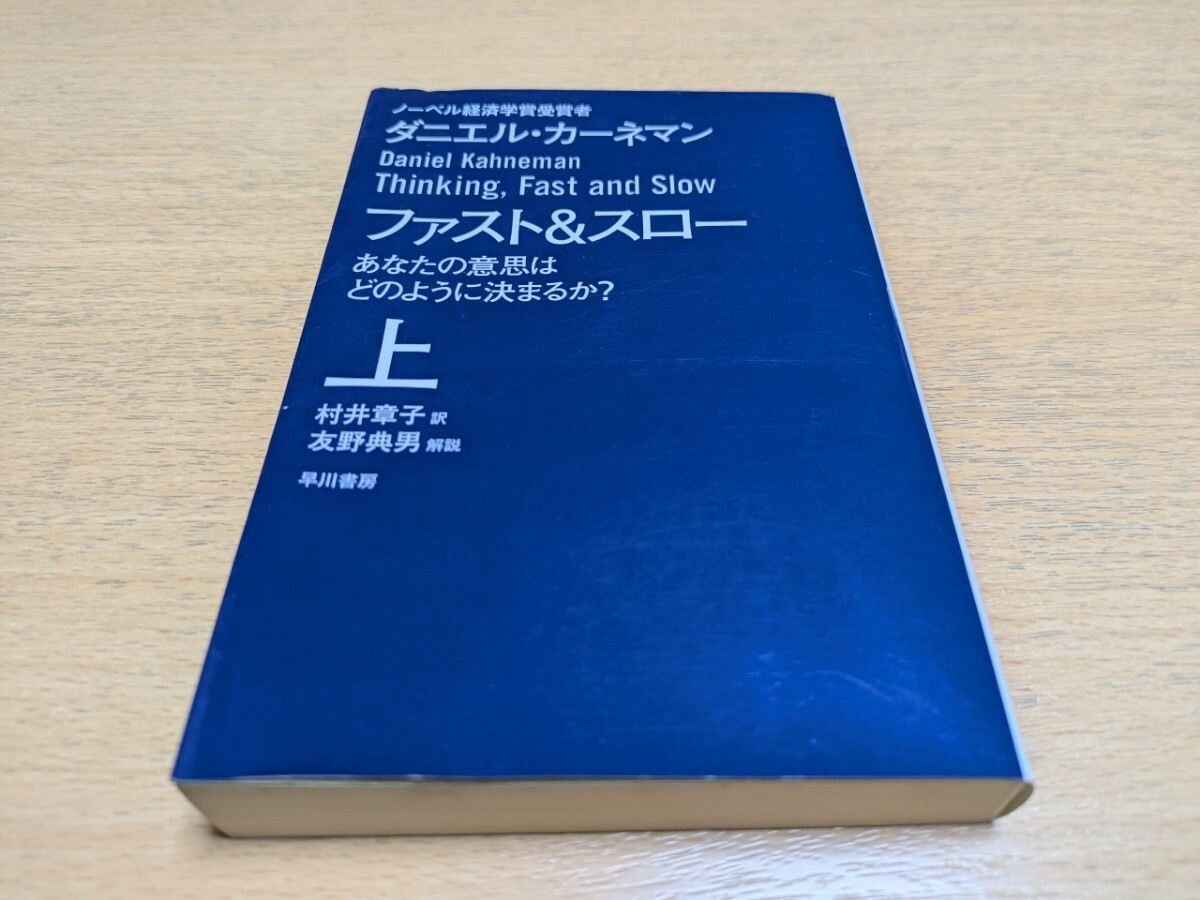 ノーベル経済学賞受賞者
ダニエル・カーネマン
Daniel Kahneman
Thinking, Fast and Slow
ファスト&スロー
あなたの意思は
どのように決まるか?
上
村井章子 訳
友野典男 解説
早川書房